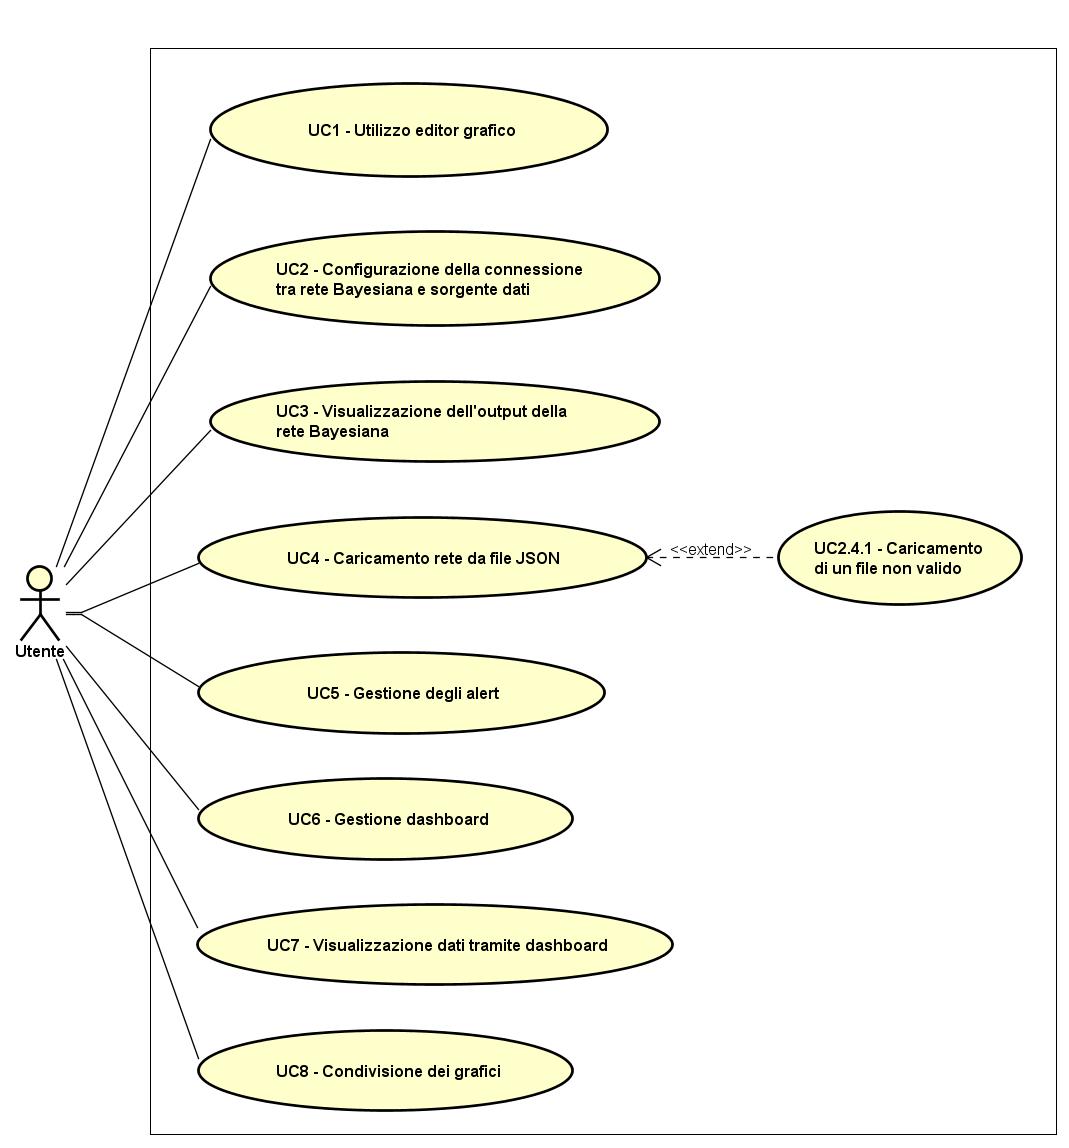 UC1 - Utilizzo editor grafico
UC2 - Configurazione della connessione
tra rete Bayesiana e sorgente dati
UC3 - Visualizzazione dell'output della
rete Bayesiana
UC4 - Caricamento rete da file JSON
<<extend>>
UC2.4.1 - Caricamento
di un file non valido
Utente
UC5 - Gestione degli alert
UC6 - Gestione dashboard
UC7 - Visualizzazione dati tramite dashboard
UC8 - Condivisione dei grafici